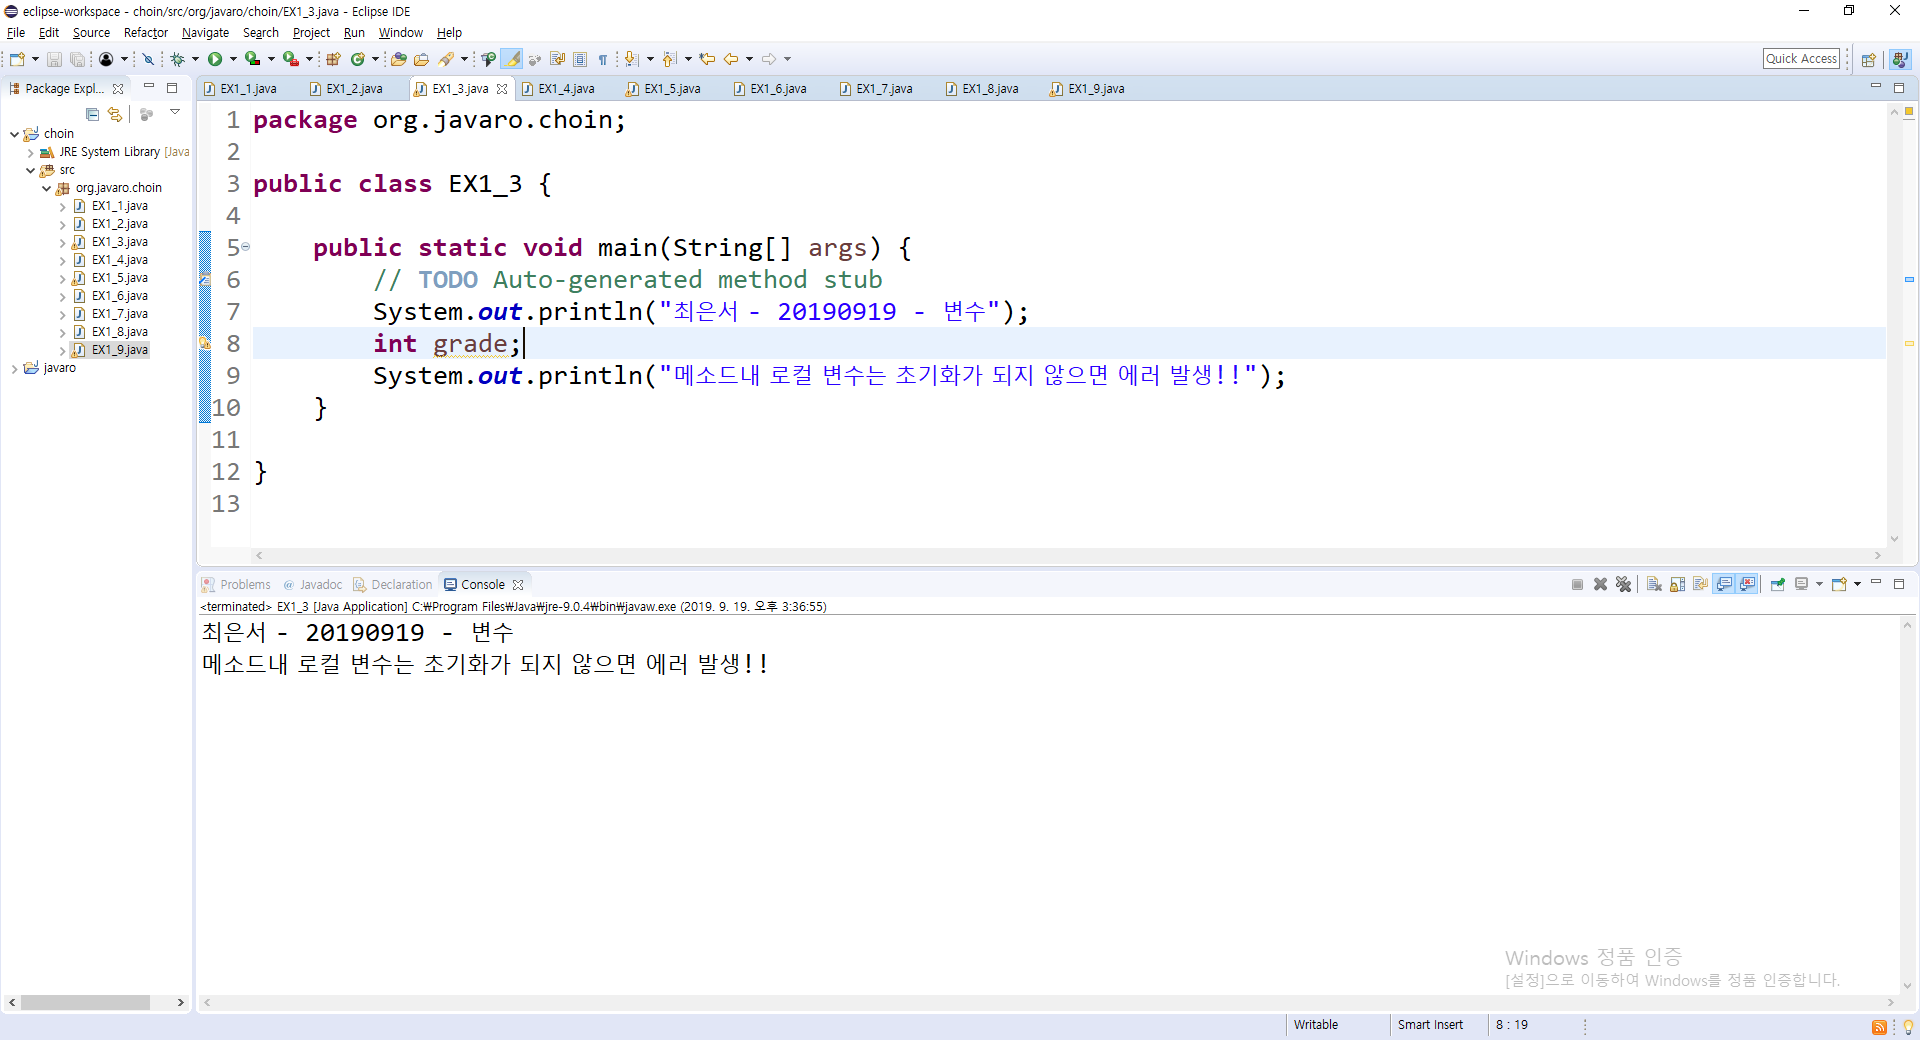 eclipse-workspace - choin/src/org/javaro/choin/EX1_3.java - Eclipse IDE
File Edit Source Refactor Navigate Search Project Run Window Help
Quick Access
Package Expl...
EX1_1.java EX1_2.java EX1_3.java EX1_4.java EX1_5.java EX1_6.java EX1_7.java EX1_8.java EX1_9.java
choin
JRE System Library [Java
src
org.javaro.choin
EX1_1.java
EX1_2.java
EX1_3.java
EX1_4.java
EX1_5.java
EX1_6.java
EX1_7.java
EX1_8.java
EX1_9.java
javaro
1 package org.javaro.choin;
2
3 public class EX1_3 {
4
5 public static void main(String[] args) {
6 // TODO Auto-generated method stub
7 System.out.println("최은서 - 20190919 - 변수");
8 int grade;
9 System.out.println("메소드내 로컬 변수는 초기화가 되지 않으면 에러 발생!!");
10 }
11
12 }
13
Problems @ Javadoc Declaration Console
<terminated> EX1_3 [Java Application] C:₩Program Files₩Java₩jre-9.0.4₩bin₩javaw.exe (2019. 9. 19. 오후 3:36:55)
최은서 - 20190919 - 변수
메소드내 로컬 변수는 초기화가 되지 않으면 에러 발생!!
Windows 정품 인증
[설정]으로 이동하여 Windows를 정품 인증합니다.
Writable Smart Insert 8 : 19